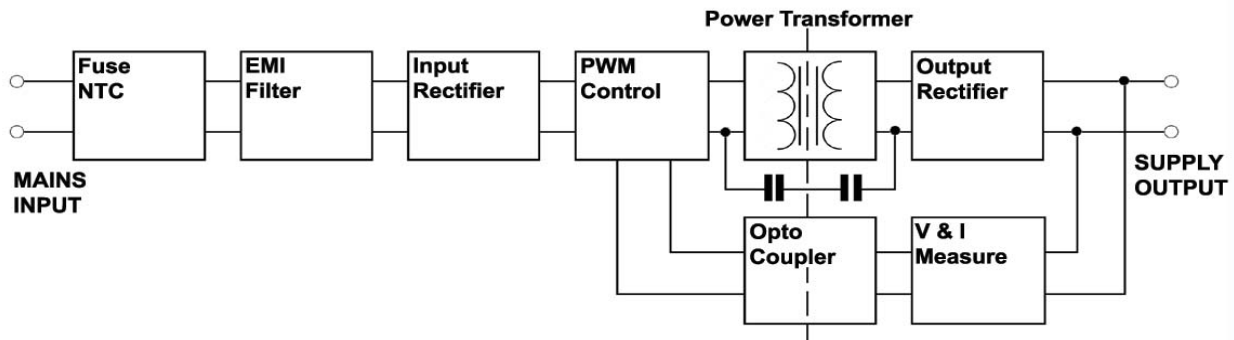 Power Transformer
Fuse
NTC
EMI
Filter
Input
Rectifier
PWM
Control
Output
Rectifier
MAINS
INPUT
SUPPLY
OUTPUT
Opto
Coupler
V & I
Measure